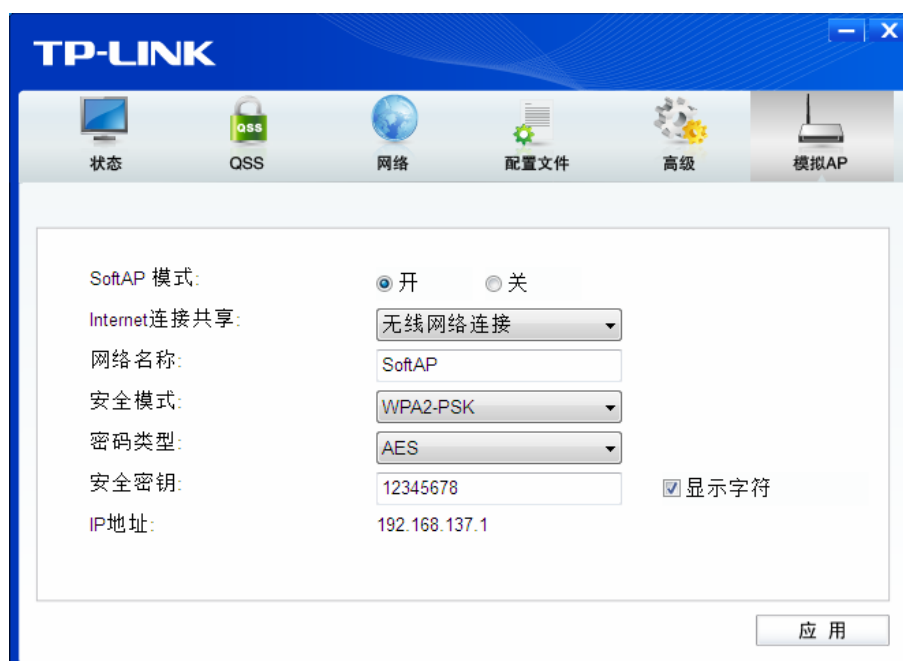 TP-LINK
QSS
状态
QSS
网络
配置文件
高级
模拟AP
SoftAP 模式:
开
关
Internet连接共享:
无线网络连接
网络名称:
SoftAP
安全模式:
WPA2-PSK
密码类型:
AES
安全密钥:
12345678
显示字符
IP地址:
192.168.137.1
应 用